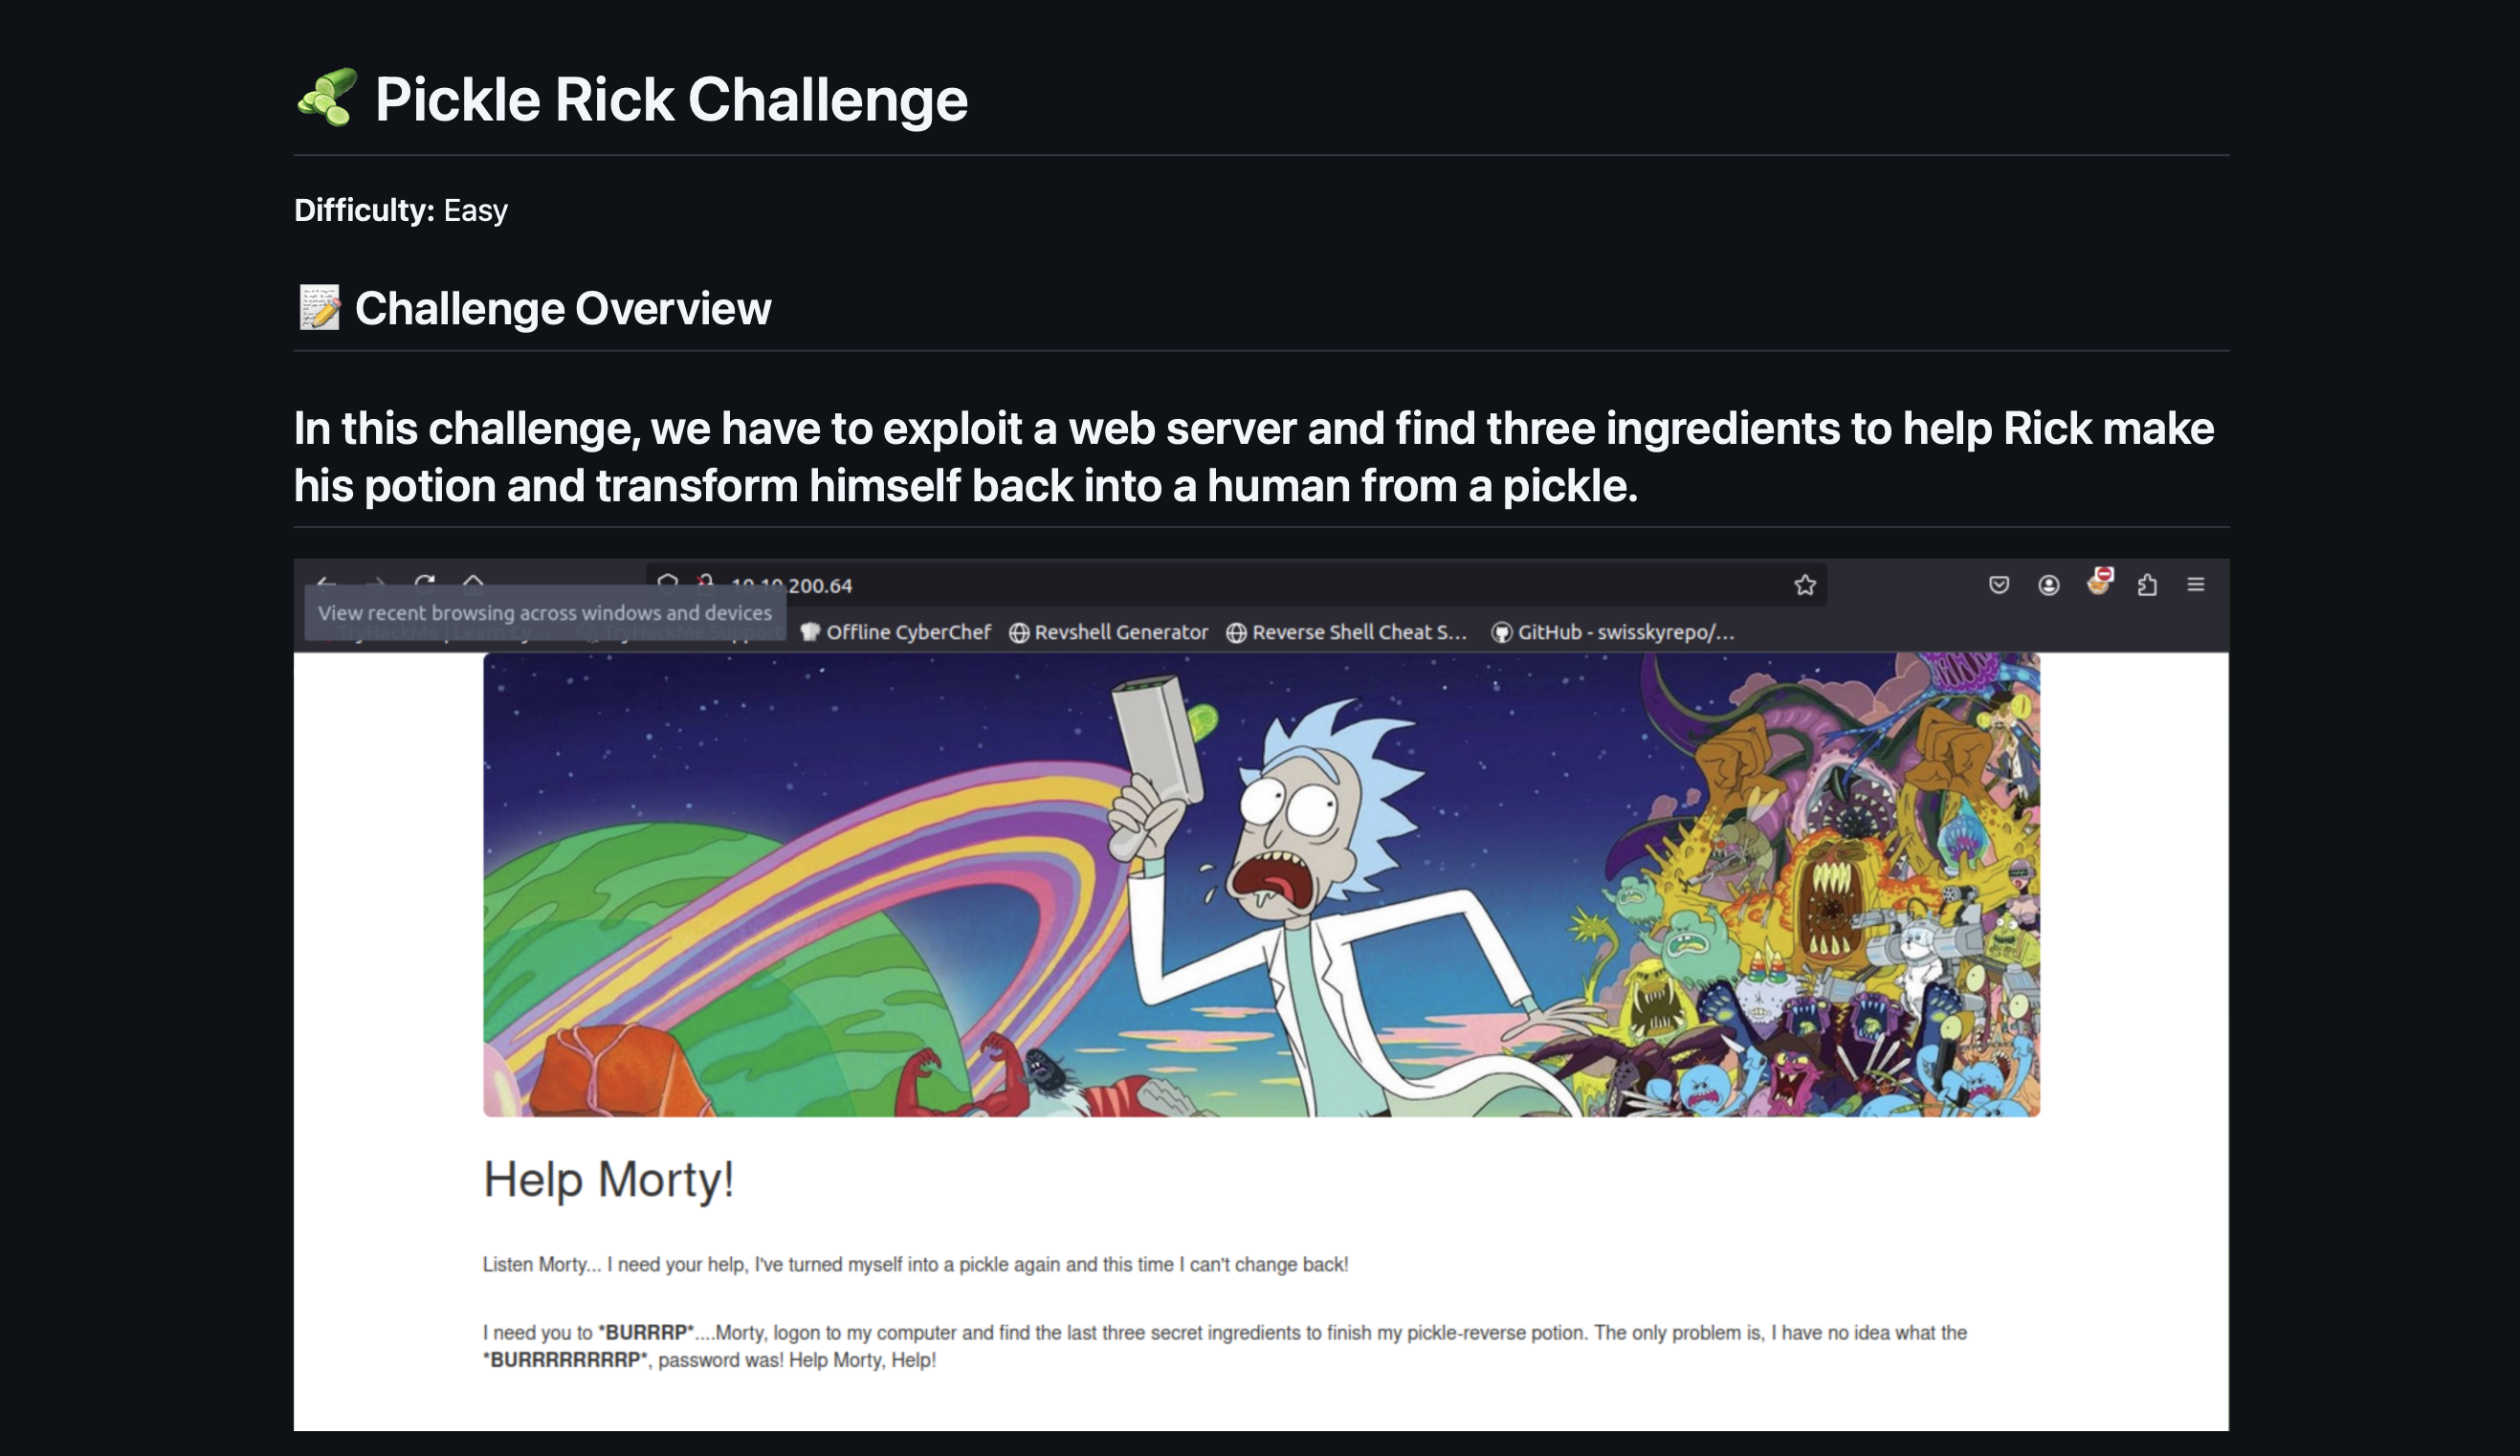 Pickle Rick Challenge
Difficulty: Easy
Challenge Overview
In this challenge, we have to exploit a web server and find three ingredients to help Rick make
his potion and transform himself back into a human from a pickle.
10.10.200.64
View recent browsing across windows and devices
TryHackMe | Learn Cy... TryHackMe Support Offline CyberChef Revshell Generator Reverse Shell Cheat S... GitHub - swisskyrepo/...
Help Morty!
Listen Morty... I need your help, I've turned myself into a pickle again and this time I can't change back!
I need you to *BURRRP*....Morty, logon to my computer and find the last three secret ingredients to finish my pickle-reverse potion. The only problem is, I have no idea what the
*BURRRRRRRRP*, password was! Help Morty, Help!